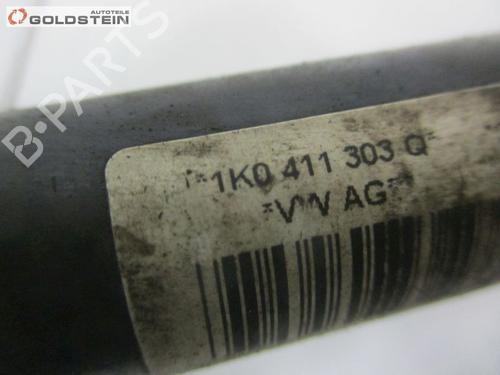 AUTOTEILE
GOLDSTEIN
B-PARTS
*1K0 411 303 Q*
*VW AG*